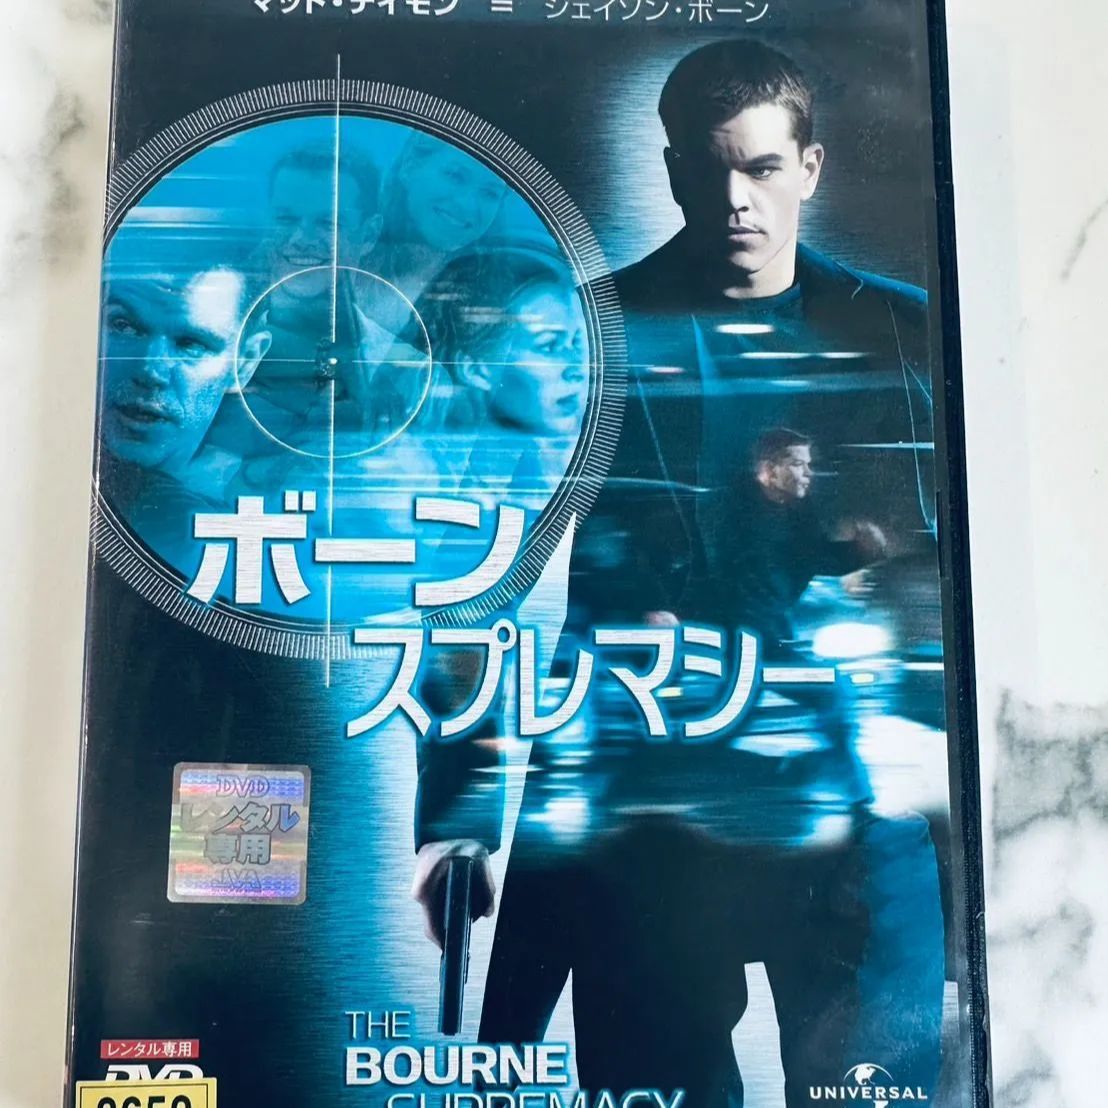 マット・デイモン = ジェイソン・ボーン
ボーン
スプレマシー
DVD
レンタル
専用
JVA
THE
BOURNE
SUPREMACY
レンタル専用
DVD
UNIVERSAL